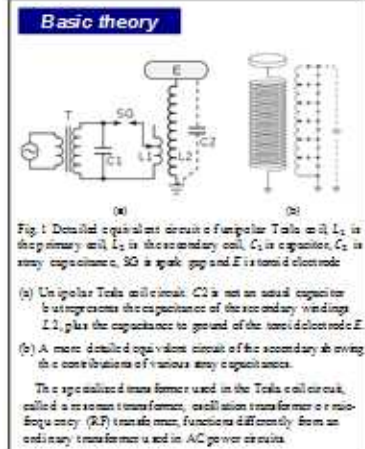 Basic theory
E
T
SG
C1
L1
L2
C2
(a)
(b)
Fig.1 Detailed equivalent circuit of unipolar Tesla coil, L₁ is
the primary coil, L₂ is the secondary coil, C₁ is capacitor, C₂ is
stray capacitance, SG is spark gap and E is toroid electrode
(a) Unipolar Tesla coil circuit. C2 is not an actual capacitor
but represents the capacitance of the secondary windings
L2, plus the capacitance to ground of the toroid electrode E.
(b) A more detailed equivalent circuit of the secondary showing
the contributions of various stray capacitances.
The specialized transformer used in the Tesla coil circuit,
called a resonant transformer, oscillation transformer or
frequency (RF) transformer, functions differently from an
ordinary transformer used in AC power circuits.